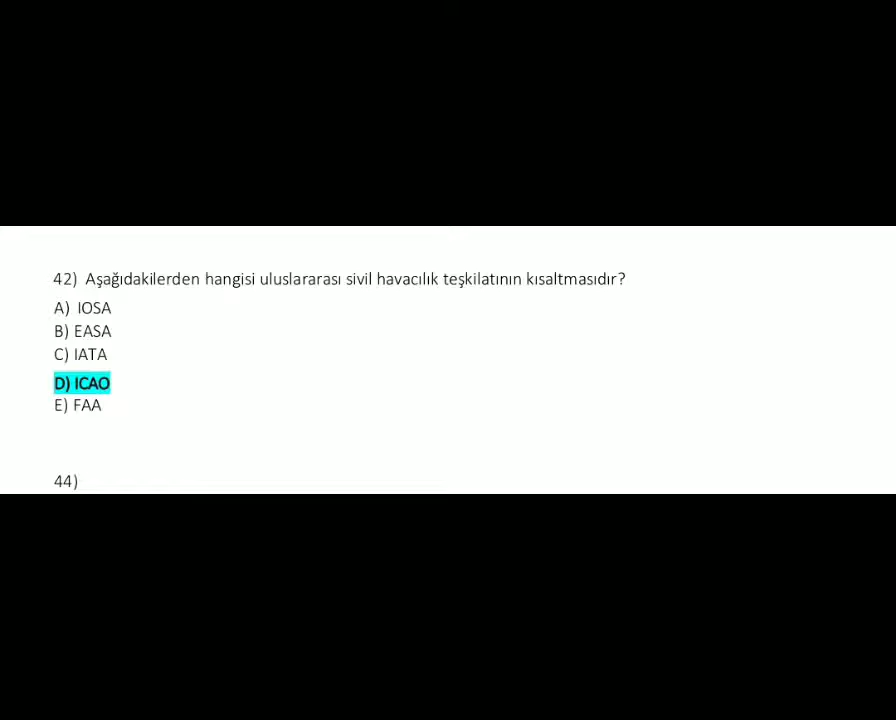 42) Aşağıdakilerden hangisi uluslararası sivil havacılık teşkilatının kısaltmasıdır?
A) IOSA
B) EASA
C) IATA
D) ICAO
E) FAA
44)